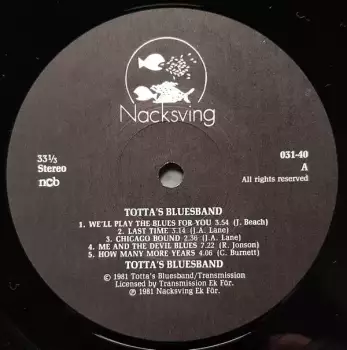 Nacksving
33⅓
Stereo
ncb
031-40
A
All rights reserved
TOTTA'S BLUESBAND
1. WE'LL PLAY THE BLUES FOR YOU 3.54 (J. Beach)
2. LAST TIME 3.14 (J.A. Lane)
3. CHICAGO BOUND 2.36 (J.A. Lane)
4. ME AND THE DEVIL BLUES 7.22 (R. Jonson)
5. HOW MANY MORE YEARS 4.06 (C. Burnett)
TOTTA'S BLUESBAND
© 1981 Totta's Bluesband/Transmission
Licensed by Transmission Ek För.
℗ 1981 Nacksving Ek För.